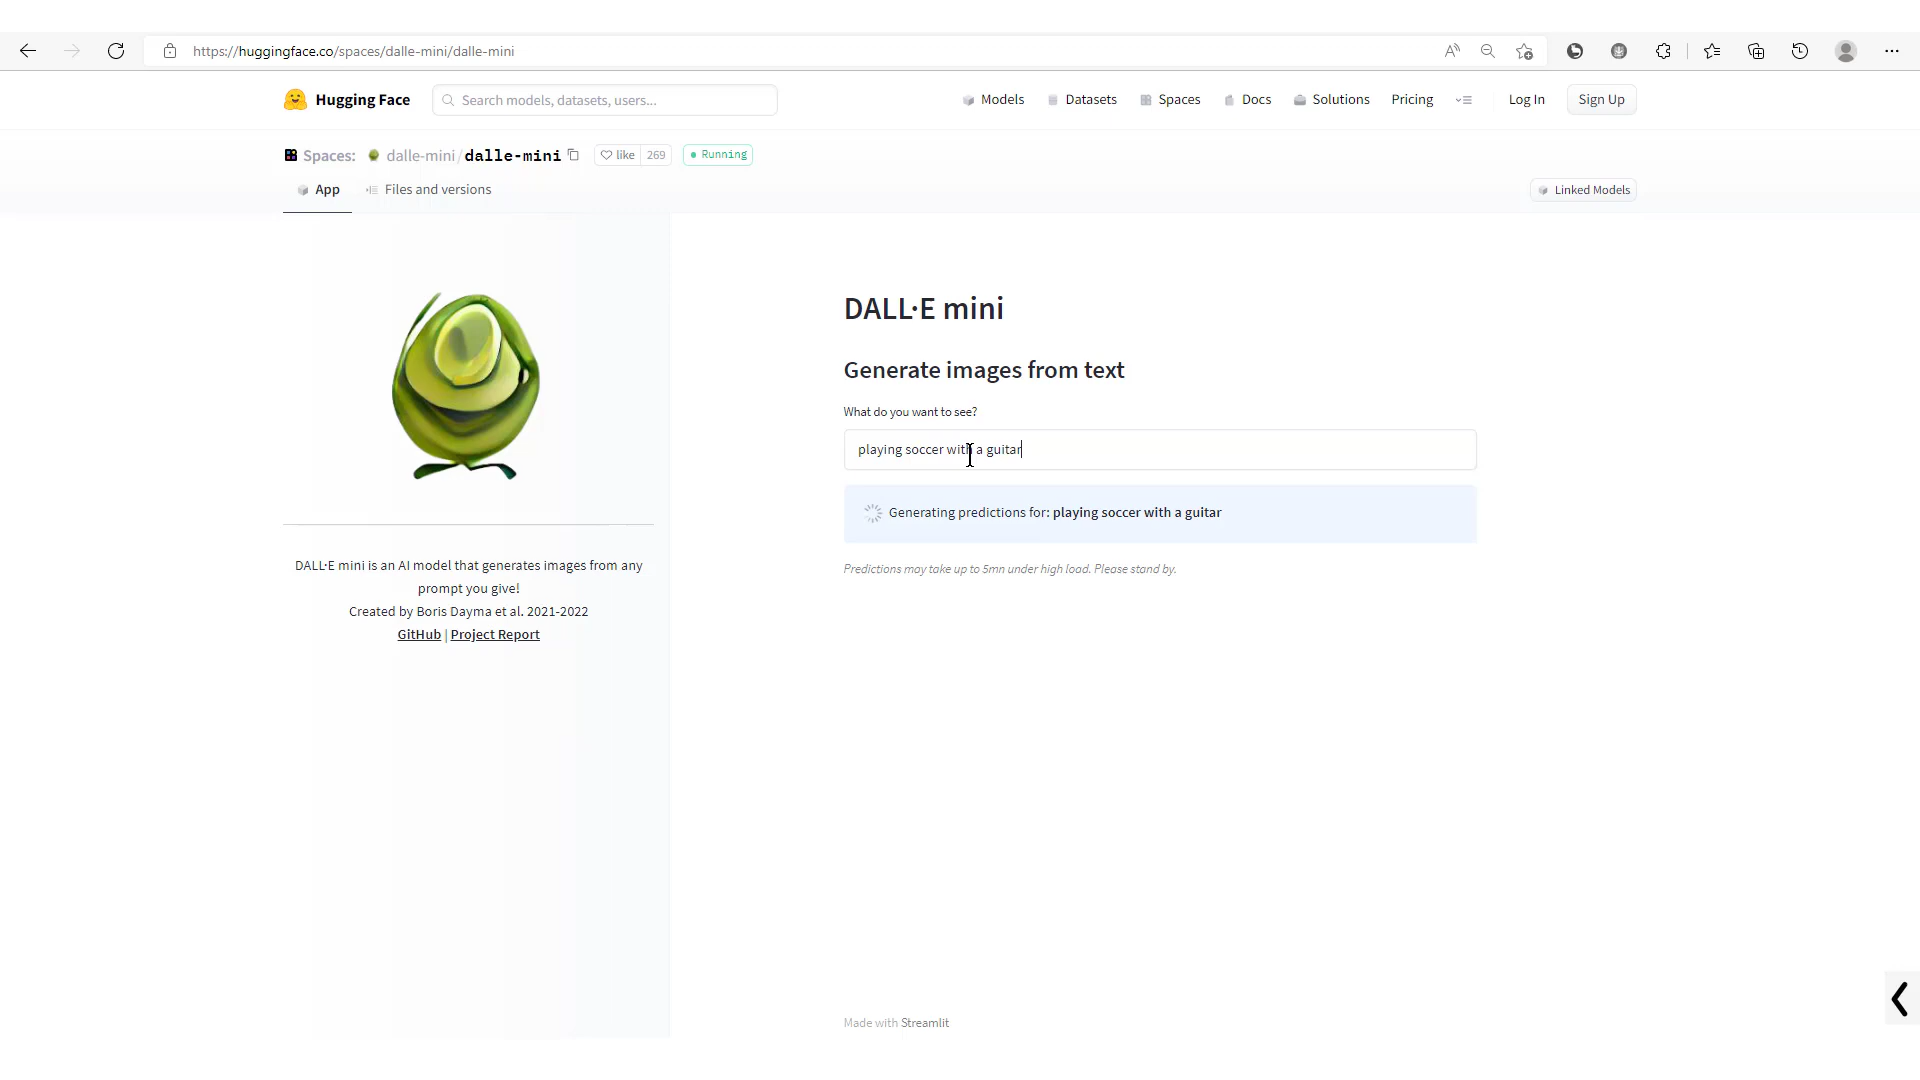 https://huggingface.co/spaces/dalle-mini/dalle-mini
Hugging Face
Search models, datasets, users...
Models
Datasets
Spaces
Docs
Solutions
Pricing
Log In
Sign Up
Spaces:
dalle-mini/dalle-mini
like
269
Running
App
Files and versions
Linked Models
DALL·E mini is an AI model that generates images from any
prompt you give!
Created by Boris Dayma et al. 2021-2022
GitHub | Project Report
DALL·E mini
Generate images from text
What do you want to see?
playing soccer with a guitar
Generating predictions for: playing soccer with a guitar
Predictions may take up to 5mn under high load. Please stand by.
Made with Streamlit